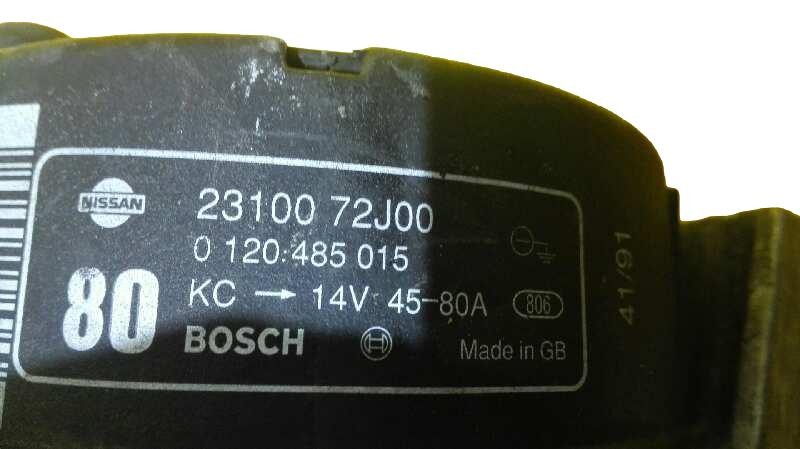 NISSAN
23100 72J00
0 120 485 015
80
KC → 14V 45-80A 806
BOSCH
Made in GB
41/91